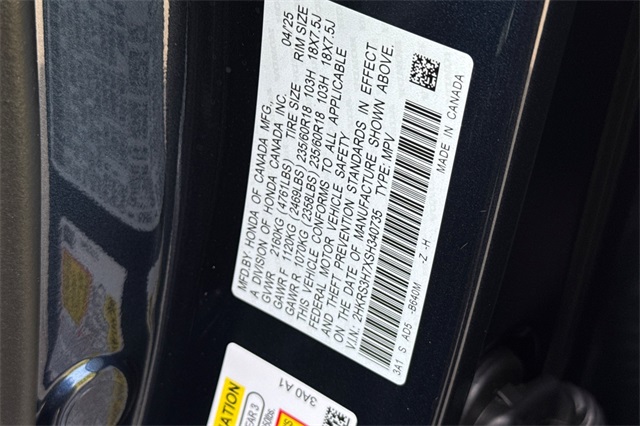 MFD.BY HONDA OF CANADA MFG. 04/25
A DIVISION OF HONDA CANADA INC.
GVWR 2160KG (4761LBS) TIRE SIZE RIM SIZE
GAWR F 1120KG (2469LBS) 235/60R18 103H 18X7.5J
GAWR R 1070KG (2358LBS) 235/60R18 103H 18X7.5J
THIS VEHICLE CONFORMS TO ALL APPLICABLE
FEDERAL MOTOR VEHICLE SAFETY
AND THEFT PREVENTION STANDARDS IN EFFECT
ON THE DATE OF MANUFACTURE SHOWN ABOVE.
V.I.N.: 2HKRS3H7XSH340735 TYPE: MPV
3A1 S AD5 -B640M -Z -H
MADE IN CANADA
3A0 A1